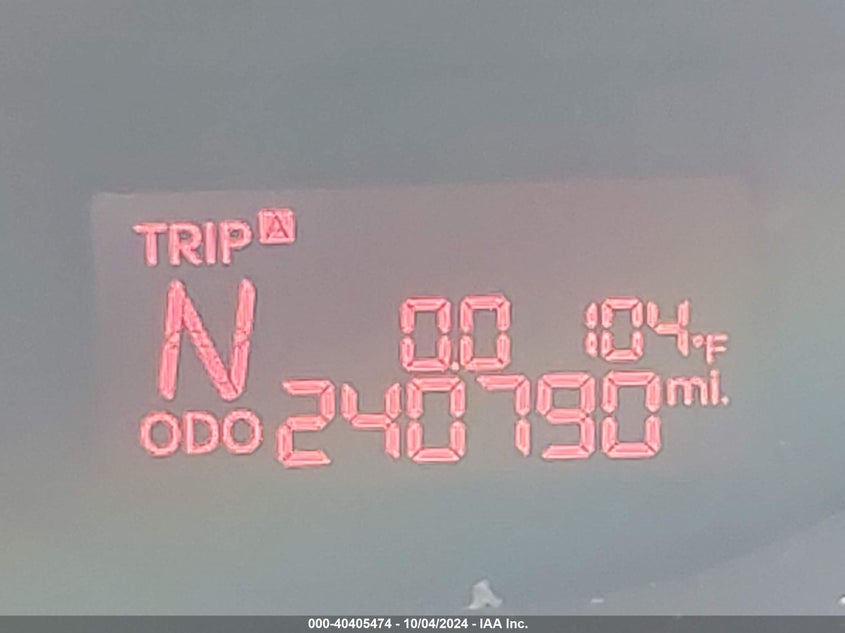 TRIP A
N 0.0 104°F
ODO 240790 mi.
000-40405474 - 10/04/2024 - IAA Inc.